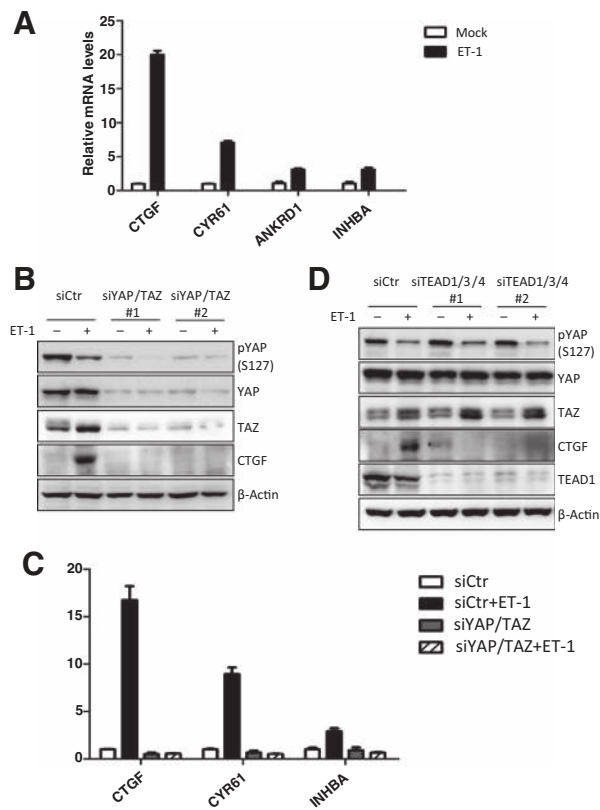 A
Relative mRNA levels
25
20
15
10
5
0
Mock
ET-1
CTGF
CYR61
ANKRD1
INHBA
B
siCtr
siYAP/TAZ
#1
siYAP/TAZ
#2
ET-1
– + – + – +
pYAP
(S127)
YAP
TAZ
CTGF
β-Actin
D
siCtr
siTEAD1/3/4
#1
siTEAD1/3/4
#2
ET-1
– + – + – +
pYAP
(S127)
YAP
TAZ
CTGF
TEAD1
β-Actin
C
20
15
10
5
0
siCtr
siCtr+ET-1
siYAP/TAZ
siYAP/TAZ+ET-1
CTGF
CYR61
INHBA